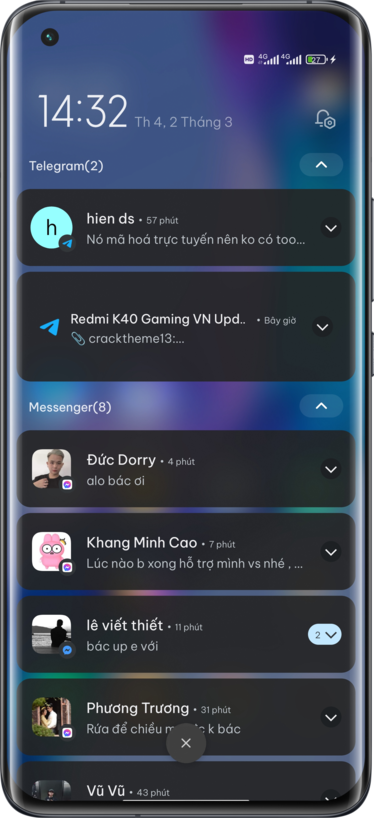 HD 4G 4G 27
14:32 Th 4, 2 Tháng 3
Telegram(2)
h
hien ds • 57 phút
Nó mã hoá trực tuyến nên ko có too...
Redmi K40 Gaming VN Upd.. • Bây giờ
📎 cracktheme13:...
Messenger(8)
Đức Dorry • 4 phút
alo bác ơi
Khang Minh Cao • 7 phút
Lúc nào b xong hỗ trợ mình vs nhé , ...
lê viết thiết • 11 phút
2
bác up e với
Phương Trương • 31 phút
Rứa để chiều k bác
Vũ Vũ • 43 phút